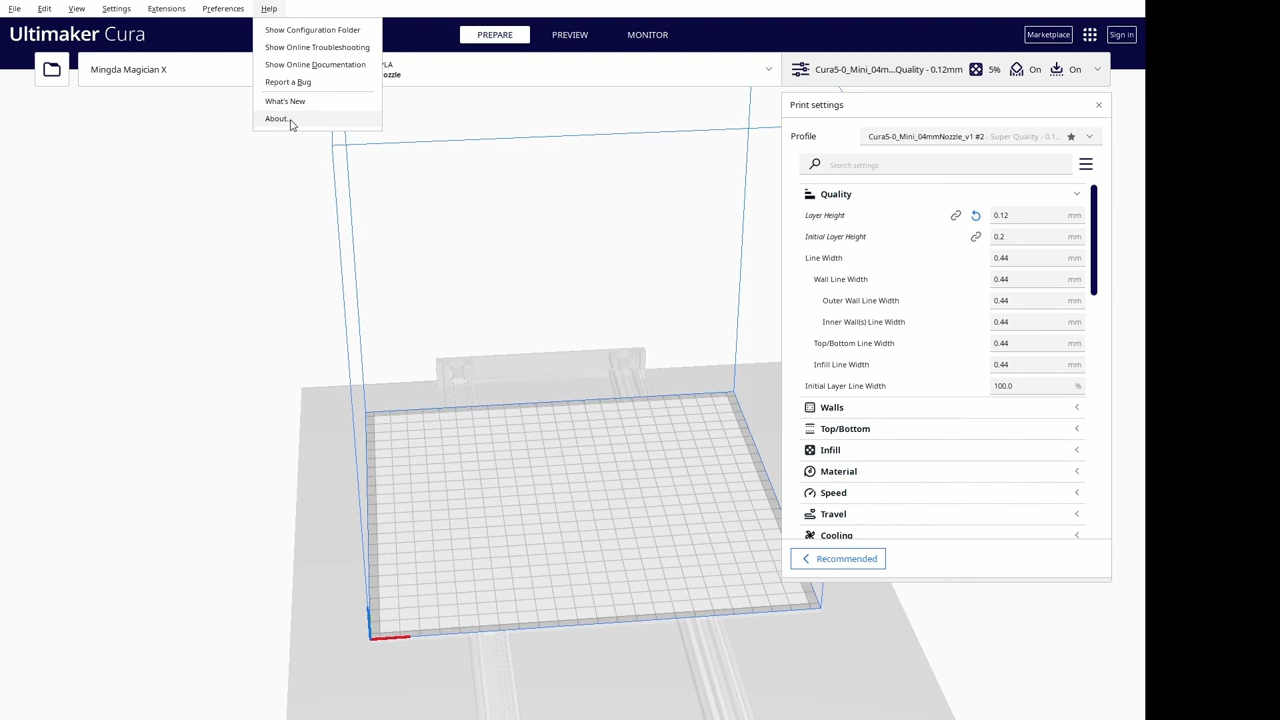 File Edit View Settings Extensions Preferences Help
Ultimaker Cura
PREPARE PREVIEW MONITOR
Marketplace Sign in
Show Configuration Folder
Show Online Troubleshooting
Show Online Documentation
Report a Bug
What's New
About...
Mingda Magician X
PLA
Cura5-0_Mini_04m...Quality - 0.12mm 5% On On
Print settings
Profile Cura5-0_Mini_04mmNozzle_v1 #2 - Super Quality - 0.1...
Search settings
Quality
Layer Height 0.12 mm
Initial Layer Height 0.2 mm
Line Width 0.44 mm
Wall Line Width 0.44 mm
Outer Wall Line Width 0.44 mm
Inner Wall(s) Line Width 0.44 mm
Top/Bottom Line Width 0.44 mm
Infill Line Width 0.44 mm
Initial Layer Line Width 100.0 %
Walls
Top/Bottom
Infill
Material
Speed
Travel
Cooling
Recommended